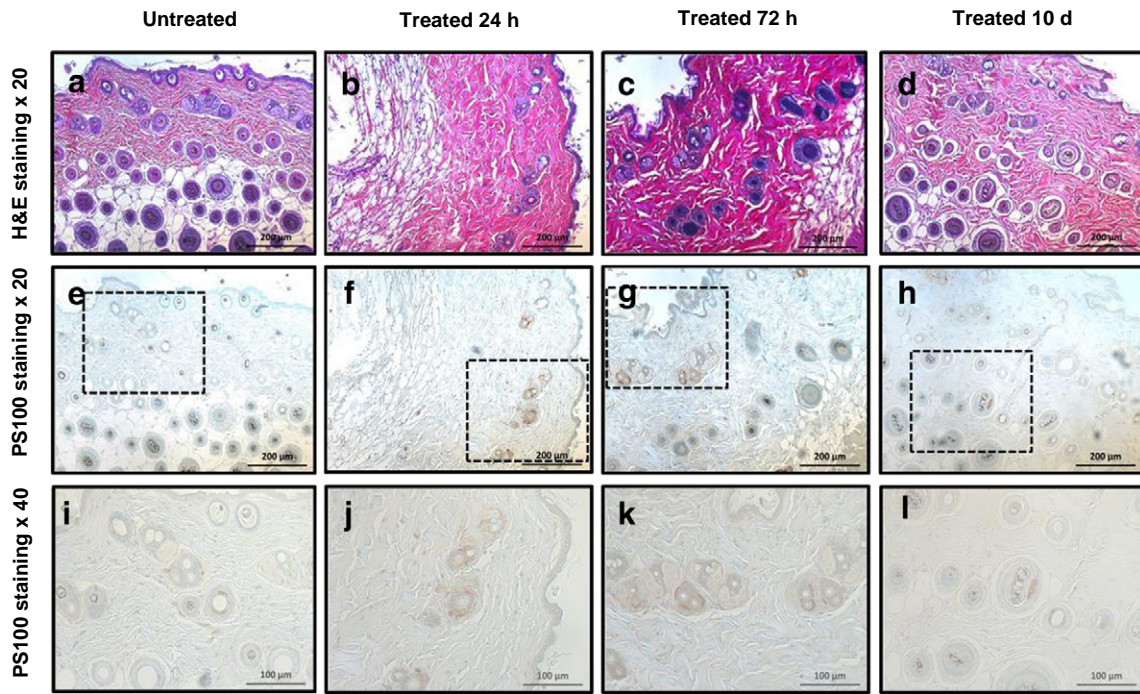 Untreated Treated 24 h Treated 72 h Treated 10 d
H&E staining x 20
a b c d
200 µm 200 µm 200 µm 200 µm
PS100 staining x 20
e f g h
200 µm 200 µm 200 µm 200 µm
PS100 staining x 40
i j k l
100 µm 100 µm 100 µm 100 µm